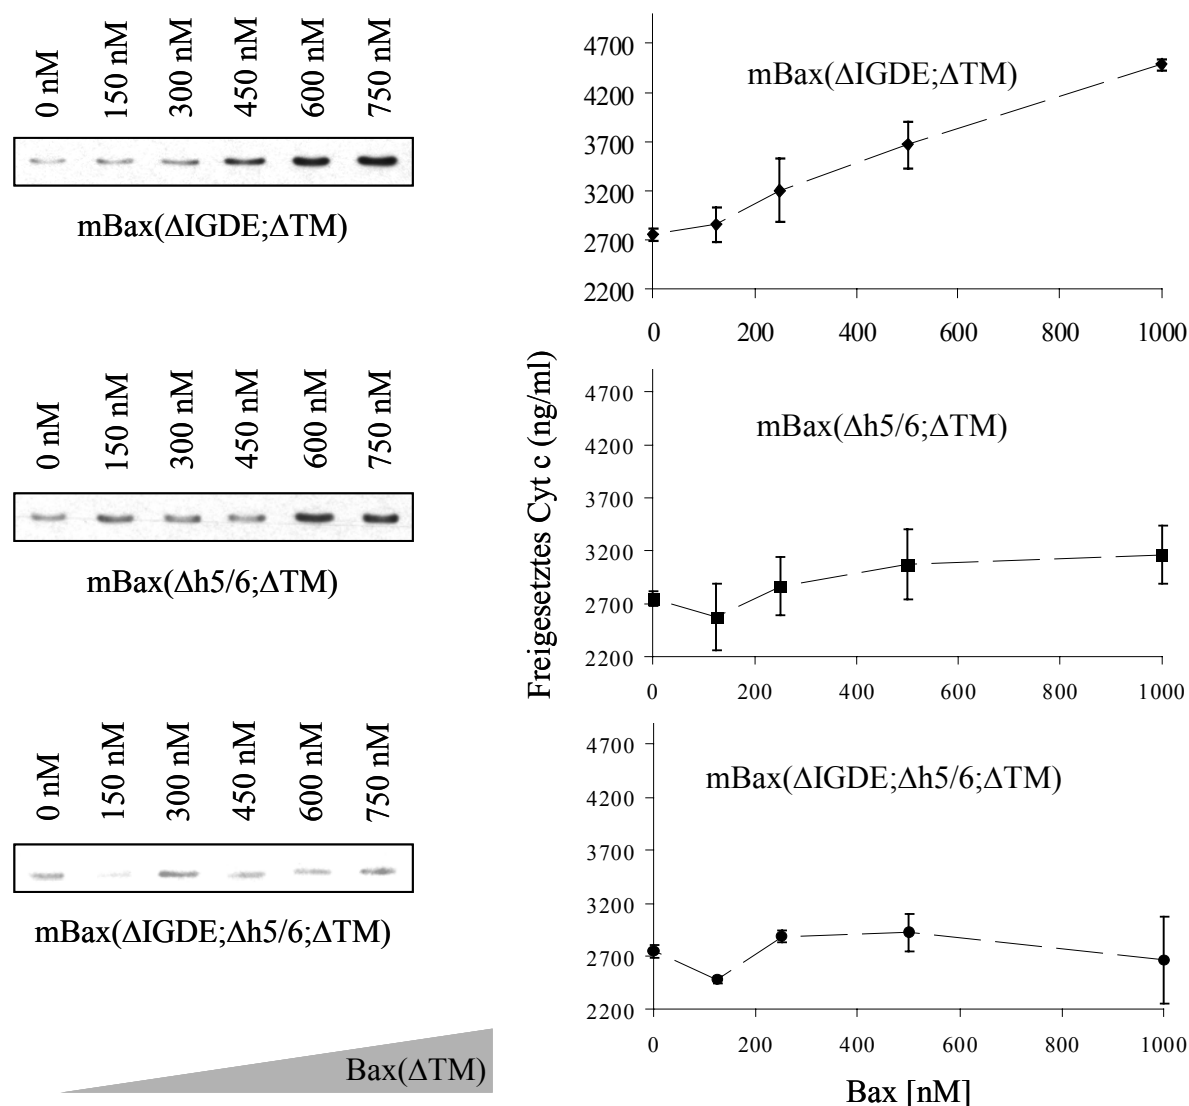 0 nM
150 nM
300 nM
450 nM
600 nM
750 nM
mBax(ΔIGDE;ΔTM)
0 nM
150 nM
300 nM
450 nM
600 nM
750 nM
mBax(Δh5/6;ΔTM)
0 nM
150 nM
300 nM
450 nM
600 nM
750 nM
mBax(ΔIGDE;Δh5/6;ΔTM)
Bax(ΔTM)
Freigesetztes Cyt c (ng/ml)
mBax(ΔIGDE;ΔTM)
4700
4200
3700
3200
2700
2200
0 200 400 600 800 1000
mBax(Δh5/6;ΔTM)
4700
4200
3700
3200
2700
2200
0 200 400 600 800 1000
mBax(ΔIGDE;Δh5/6;ΔTM)
4700
4200
3700
3200
2700
2200
0 200 400 600 800 1000
Bax [nM]